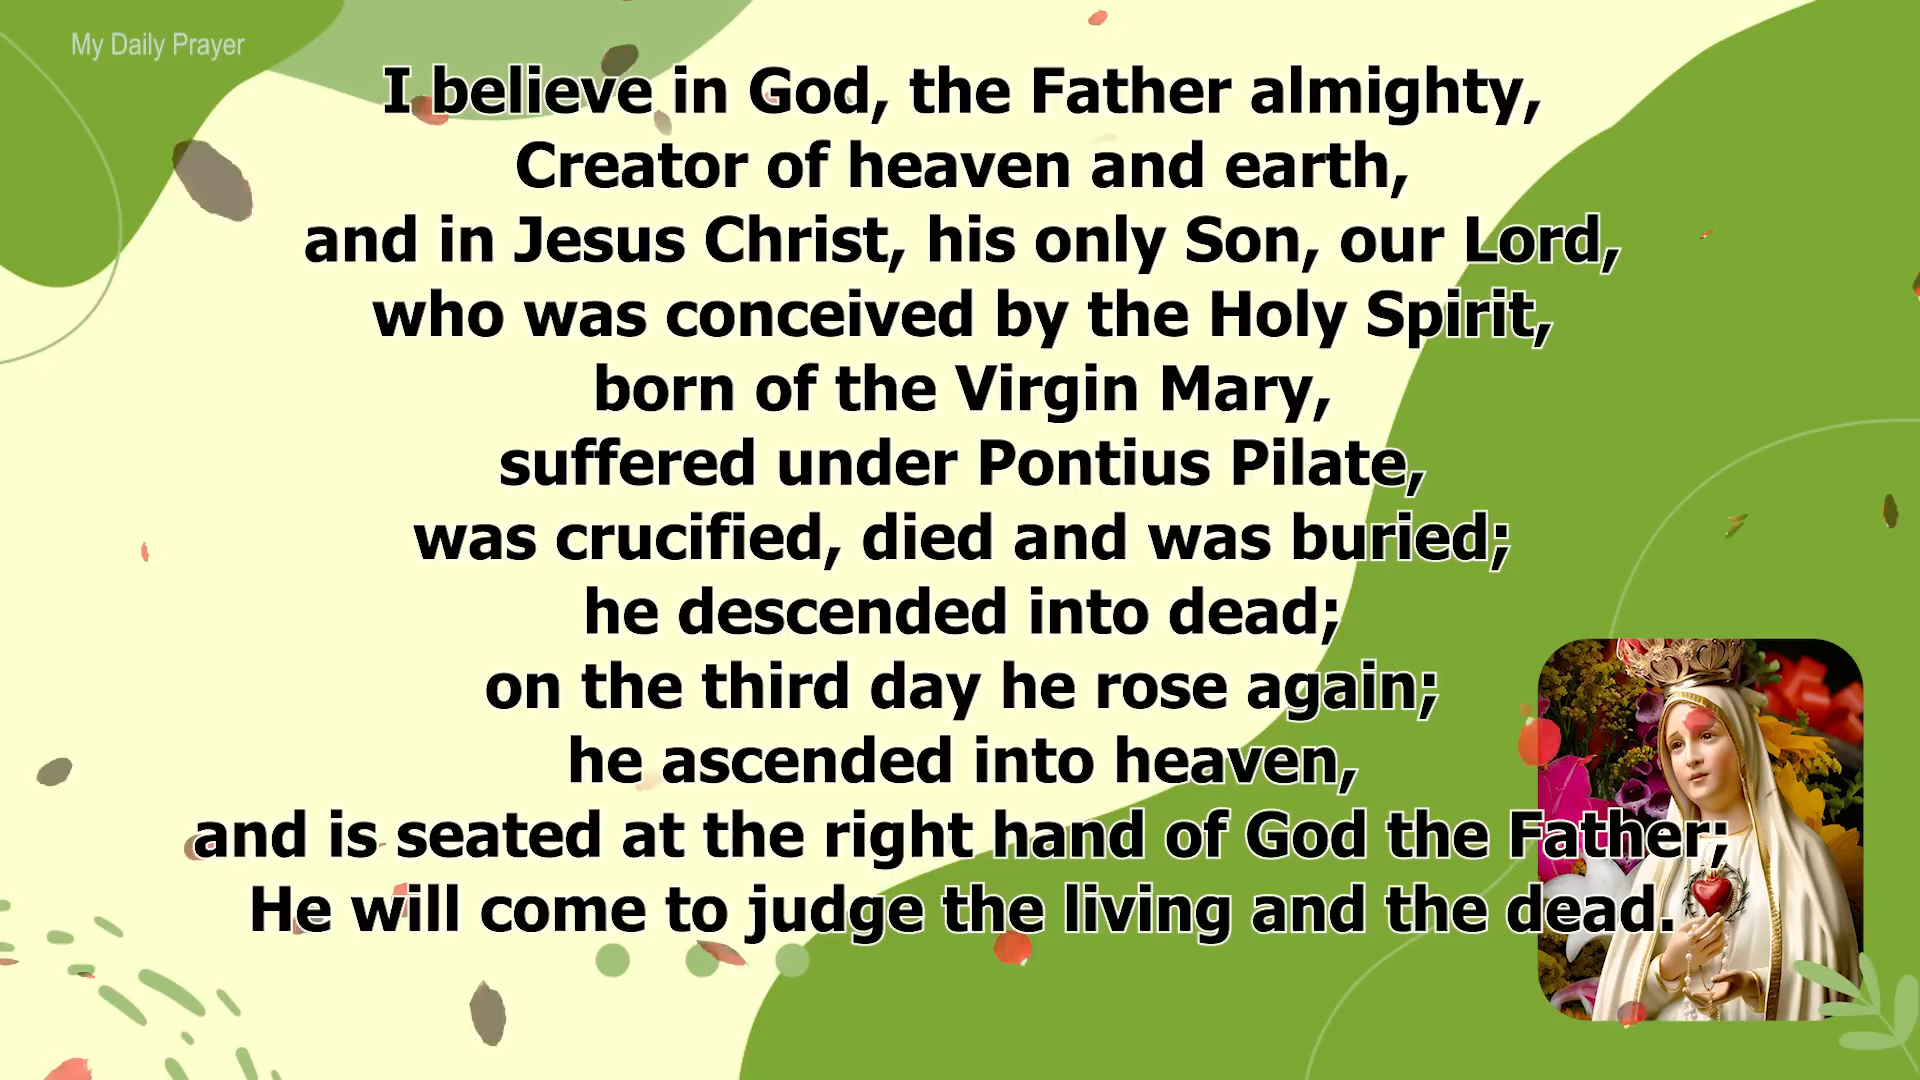 My Daily Prayer
I believe in God, the Father almighty,
Creator of heaven and earth,
and in Jesus Christ, his only Son, our Lord,
who was conceived by the Holy Spirit,
born of the Virgin Mary,
suffered under Pontius Pilate,
was crucified, died and was buried;
he descended into dead;
on the third day he rose again;
he ascended into heaven,
and is seated at the right hand of God the Father;
He will come to judge the living and the dead.